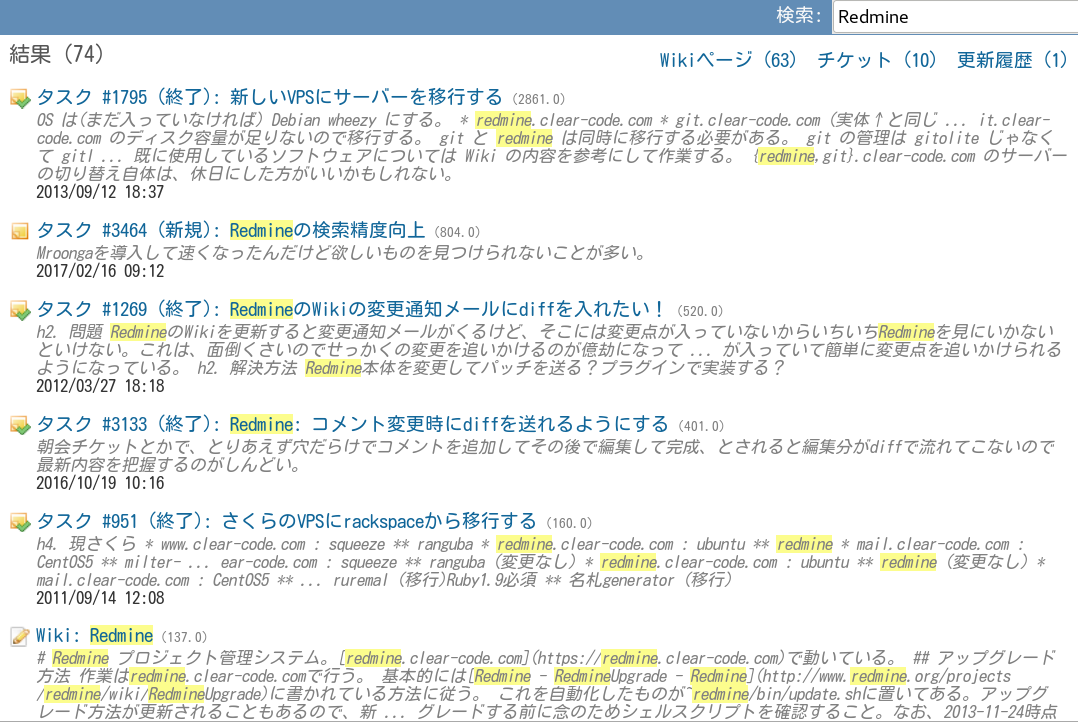 検索: Redmine
結果 (74)
Wikiページ (63) チケット (10) 更新履歴 (1)
タスク #1795 (終了): 新しいVPSにサーバーを移行する (2861.0)
OS は(まだ入っていなければ) Debian wheezy にする。 * redmine.clear-code.com * git.clear-code.com (実体↑と同じ ... it.clear-
code.com のディスク容量が足りないので移行する。 git と redmine は同時に移行する必要がある。 git の管理は gitolite じゃなく
て gitl ... 既に使用しているソフトウェアについては Wiki の内容を参考にして作業する。 {redmine,git}.clear-code.com のサーバー
の切り替え自体は、休日にした方がいいかもしれない。
2013/09/12 18:37
タスク #3464 (新規): Redmineの検索精度向上 (804.0)
Mroongaを導入して速くなったんだけど欲しいものを見つけられないことが多い。
2017/02/16 09:12
タスク #1269 (終了): RedmineのWikiの変更通知メールにdiffを入れたい! (520.0)
h2. 問題 RedmineのWikiを更新すると変更通知メールがくるけど、そこには変更点が入っていないからいちいちRedmineを見にいかない
といけない。これは、面倒くさいのでせっかくの変更を追いかけるのが億劫になって ... が入っていて簡単に変更点を追いかけられる
ようになっている。 h2. 解決方法 Redmine本体を変更してパッチを送る？プラグインで実装する？
2012/03/27 18:18
タスク #3133 (終了): Redmine: コメント変更時にdiffを送れるようにする (401.0)
朝会チケットとかで、とりあえず穴だらけでコメントを追加してその後で編集して完成、とされると編集分がdiffで流れてこないので
最新内容を把握するのがしんどい。
2016/10/19 10:16
タスク #951 (終了): さくらのVPSにrackspaceから移行する (160.0)
h4. 現さくら * www.clear-code.com : squeeze ** ranguba * redmine.clear-code.com : ubuntu ** redmine * mail.clear-code.com :
CentOS5 ** milter- ... ear-code.com : squeeze ** ranguba (変更なし) * redmine.clear-code.com : ubuntu ** redmine (変更なし) *
mail.clear-code.com : CentOS5 ** ... ruremal (移行)Ruby1.9必須 ** 名札generator (移行)
2011/09/14 12:08
Wiki: Redmine (137.0)
# Redmine プロジェクト管理システム。[redmine.clear-code.com](https://redmine.clear-code.com)で動いている。 ## アップグレード
方法 作業はredmine.clear-code.comで行う。 基本的には[Redmine - RedmineUpgrade - Redmine](http://www.redmine.org/projects
/redmine/wiki/RedmineUpgrade)に書かれている方法に従う。 これを自動化したものが~redmine/bin/update.shに置いてある。アップグ
レード方法が更新されることもあるので、新 ... グレードする前に念のためシェルスクリプトを確認すること。なお、2013-11-24時点